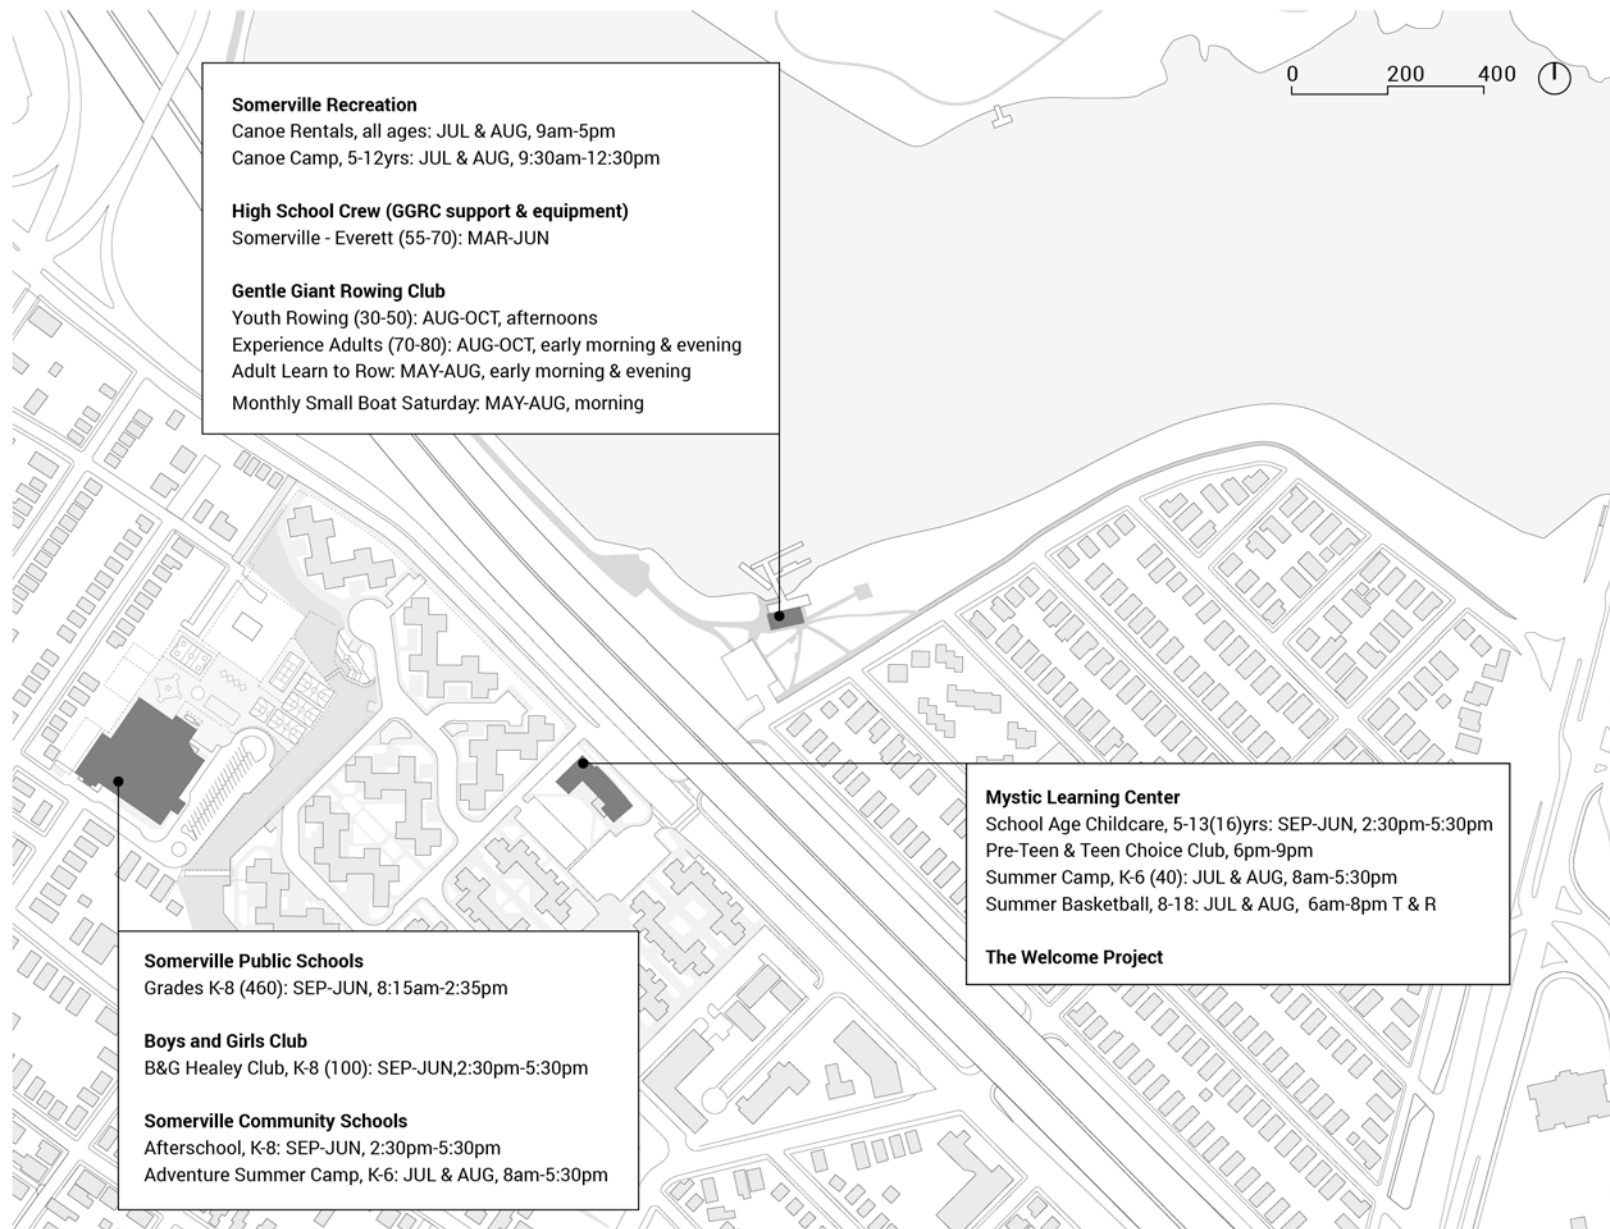 0 200 400
Somerville Recreation
Canoe Rentals, all ages: JUL & AUG, 9am-5pm
Canoe Camp, 5-12yrs: JUL & AUG, 9:30am-12:30pm
High School Crew (GGRC support & equipment)
Somerville - Everett (55-70): MAR-JUN
Gentle Giant Rowing Club
Youth Rowing (30-50): AUG-OCT, afternoons
Experience Adults (70-80): AUG-OCT, early morning & evening
Adult Learn to Row: MAY-AUG, early morning & evening
Monthly Small Boat Saturday: MAY-AUG, morning
Mystic Learning Center
School Age Childcare, 5-13(16)yrs: SEP-JUN, 2:30pm-5:30pm
Pre-Teen & Teen Choice Club, 6pm-9pm
Summer Camp, K-6 (40): JUL & AUG, 8am-5:30pm
Summer Basketball, 8-18: JUL & AUG, 6am-8pm T & R
The Welcome Project
Somerville Public Schools
Grades K-8 (460): SEP-JUN, 8:15am-2:35pm
Boys and Girls Club
B&G Healey Club, K-8 (100): SEP-JUN,2:30pm-5:30pm
Somerville Community Schools
Afterschool, K-8: SEP-JUN, 2:30pm-5:30pm
Adventure Summer Camp, K-6: JUL & AUG, 8am-5:30pm